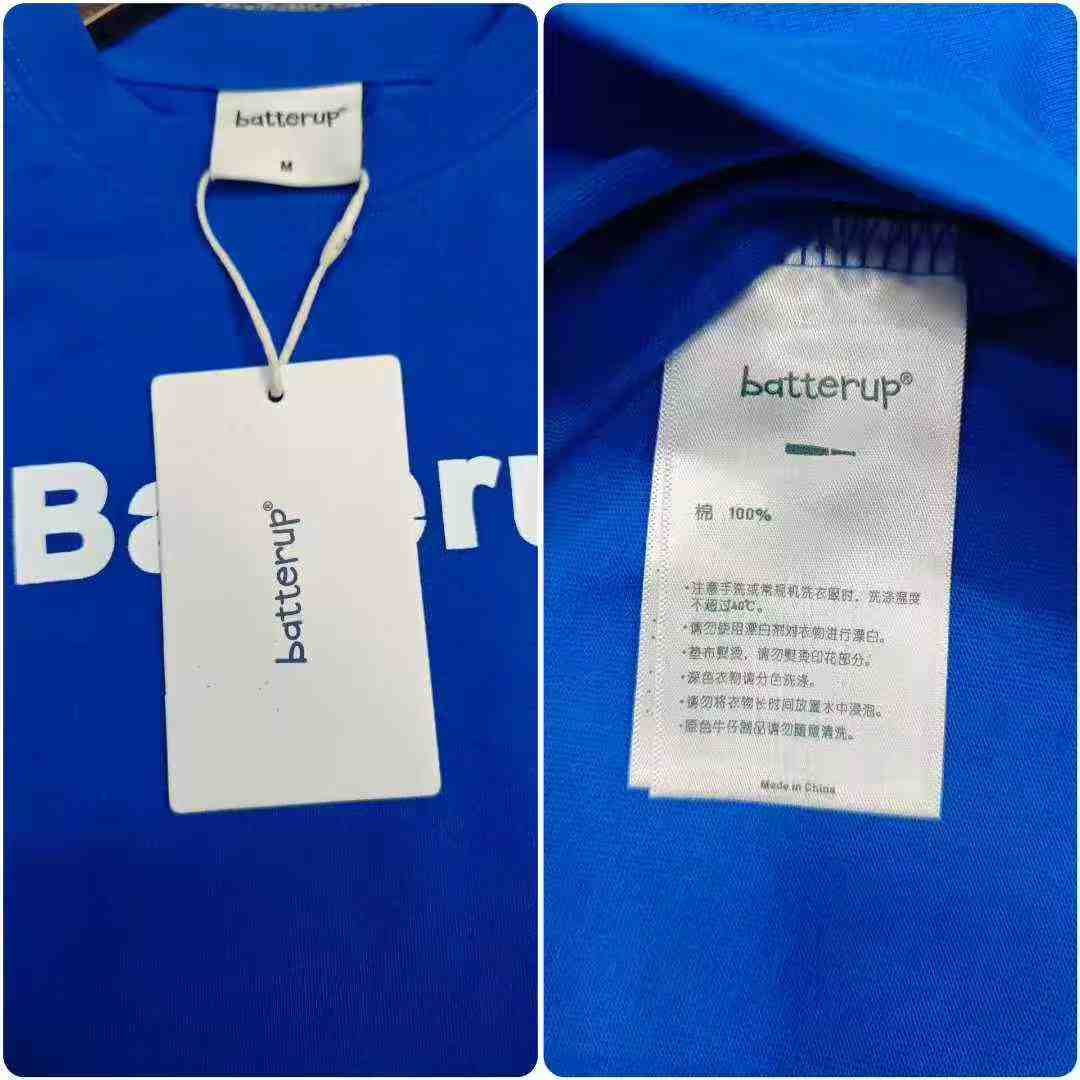 batterup®
M
Batteru
batterup®
batterup®
棉 100%
·注意手洗或常规机洗衣服时,洗涤温度
不超过40℃。
·请勿使用漂白剂对衣物进行漂白。
·垫布熨烫,请勿熨烫印花部分。
·深色衣物请分色洗涤。
·请勿将衣物长时间放置水中浸泡。
·原色牛仔制品请勿随意清洗。
Made in China